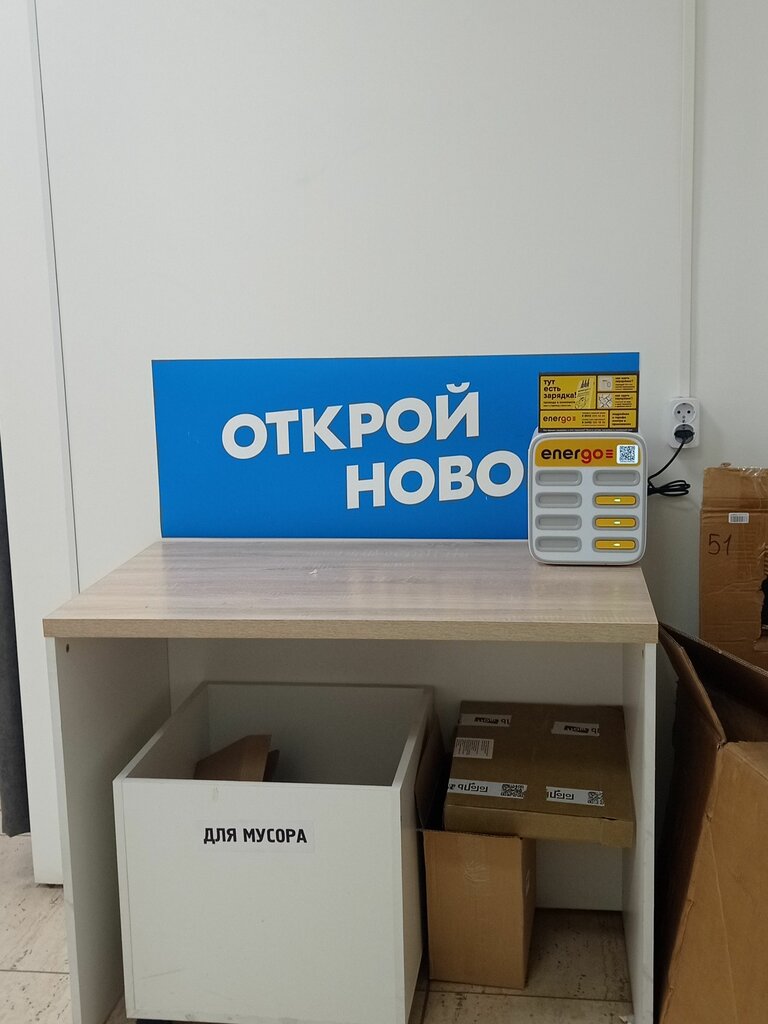 ОТКРОЙ
НОВО
тут
есть
зарядка!
energo
energo
51
ДЛЯ МУСОРА